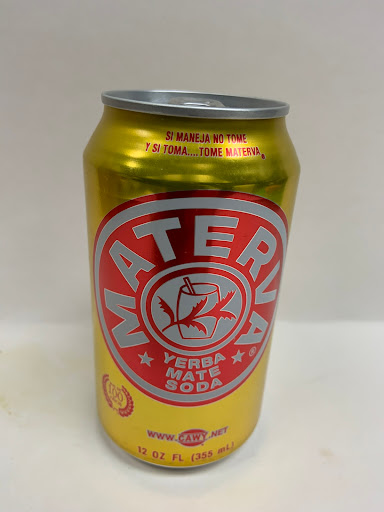 SI MANEJA NO TOME
Y SI TOMA....TOME MATERVA®
MATERVA®
YERBA
MATE
SODA
WWW.CAWY.NET
12 OZ FL (355 mL)